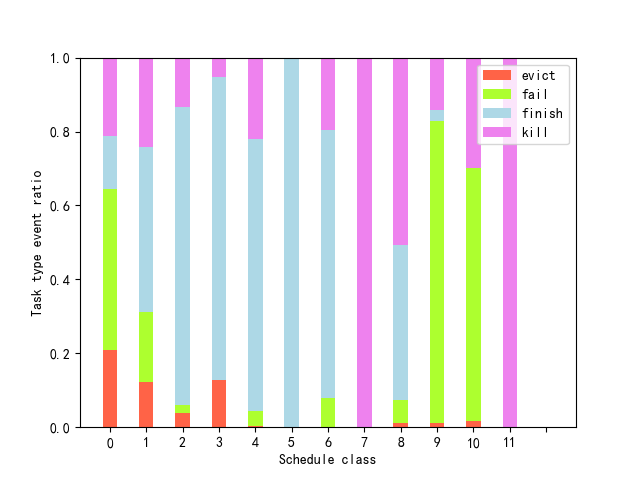 1.0
0.8
0.6
0.4
0.2
0.0
Task type event ratio
evict
fail
finish
kill
0 1 2 3 4 5 6 7 8 9 10 11
Schedule class